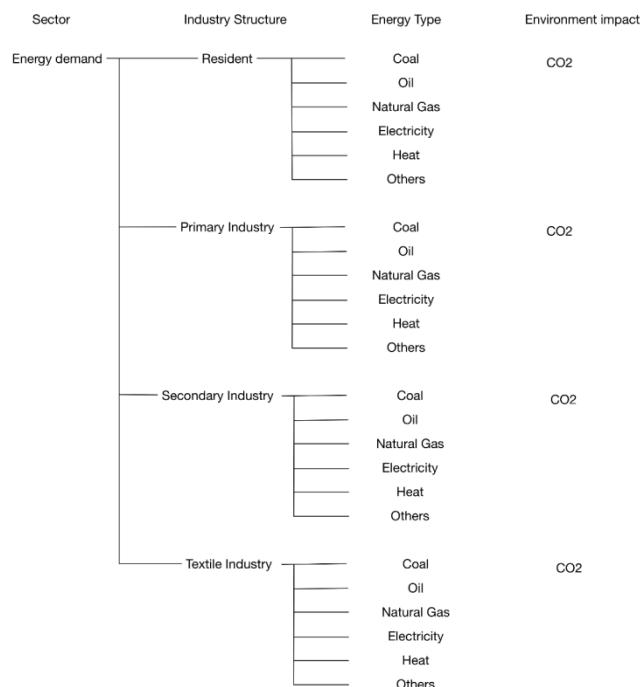 Sector Industry Structure Energy Type Environment impact
Energy demand Resident Coal CO2
Oil
Natural Gas
Electricity
Heat
Others
Primary Industry Coal CO2
Oil
Natural Gas
Electricity
Heat
Others
Secondary Industry Coal CO2
Oil
Natural Gas
Electricity
Heat
Others
Textile Industry Coal CO2
Oil
Natural Gas
Electricity
Heat
Others